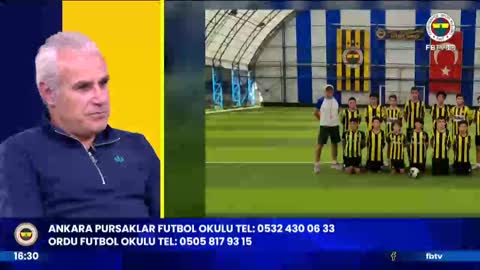 FBTV HD
ANKARA PURSAKLAR FUTBOL OKULU TEL: 0532 430 06 33
ORDU FUTBOL OKULU TEL: 0505 817 93 15
16:30
fbtv